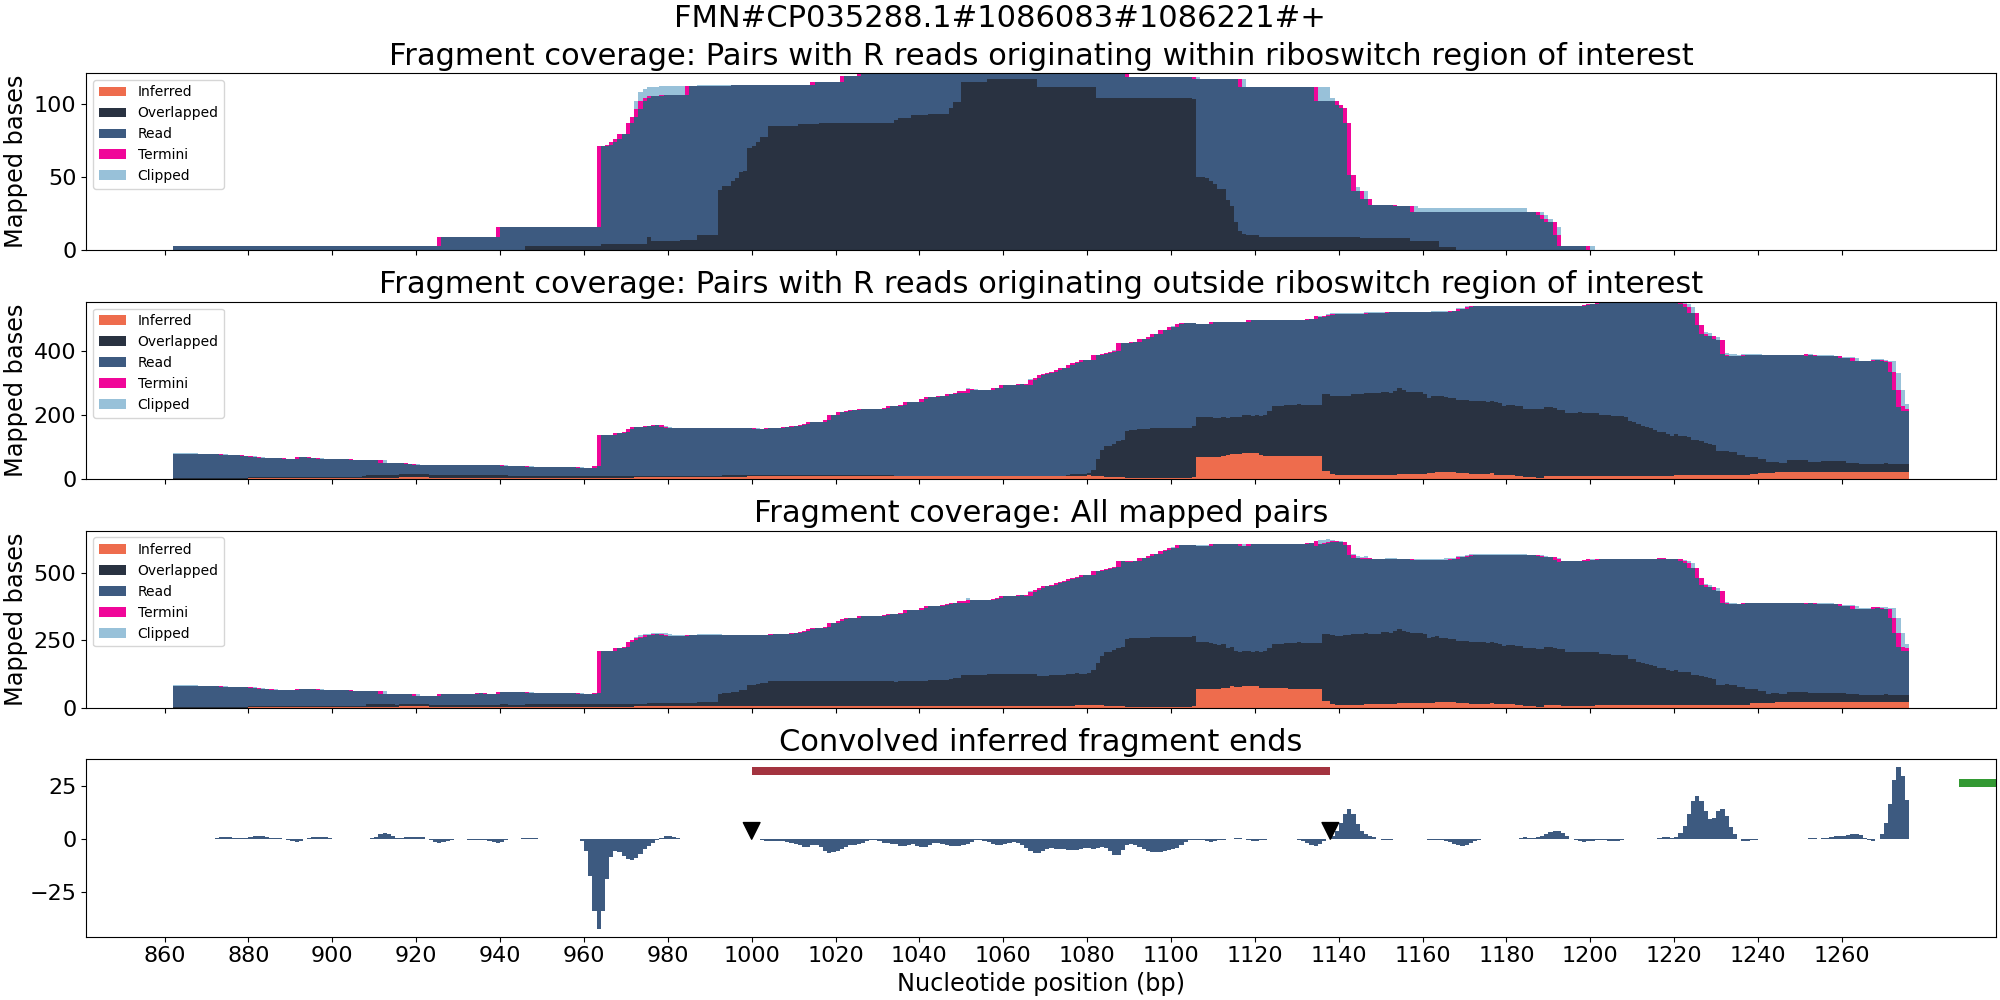 FMN#CP035288.1#1086083#1086221#+
Fragment coverage: Pairs with R reads originating within riboswitch region of interest
Mapped bases
100
50
0
Inferred
Overlapped
Read
Termini
Clipped
Fragment coverage: Pairs with R reads originating outside riboswitch region of interest
Mapped bases
400
200
0
Inferred
Overlapped
Read
Termini
Clipped
Fragment coverage: All mapped pairs
Mapped bases
500
250
0
Inferred
Overlapped
Read
Termini
Clipped
Convolved inferred fragment ends
25
0
−25
860 880 900 920 940 960 980 1000 1020 1040 1060 1080 1100 1120 1140 1160 1180 1200 1220 1240 1260
Nucleotide position (bp)